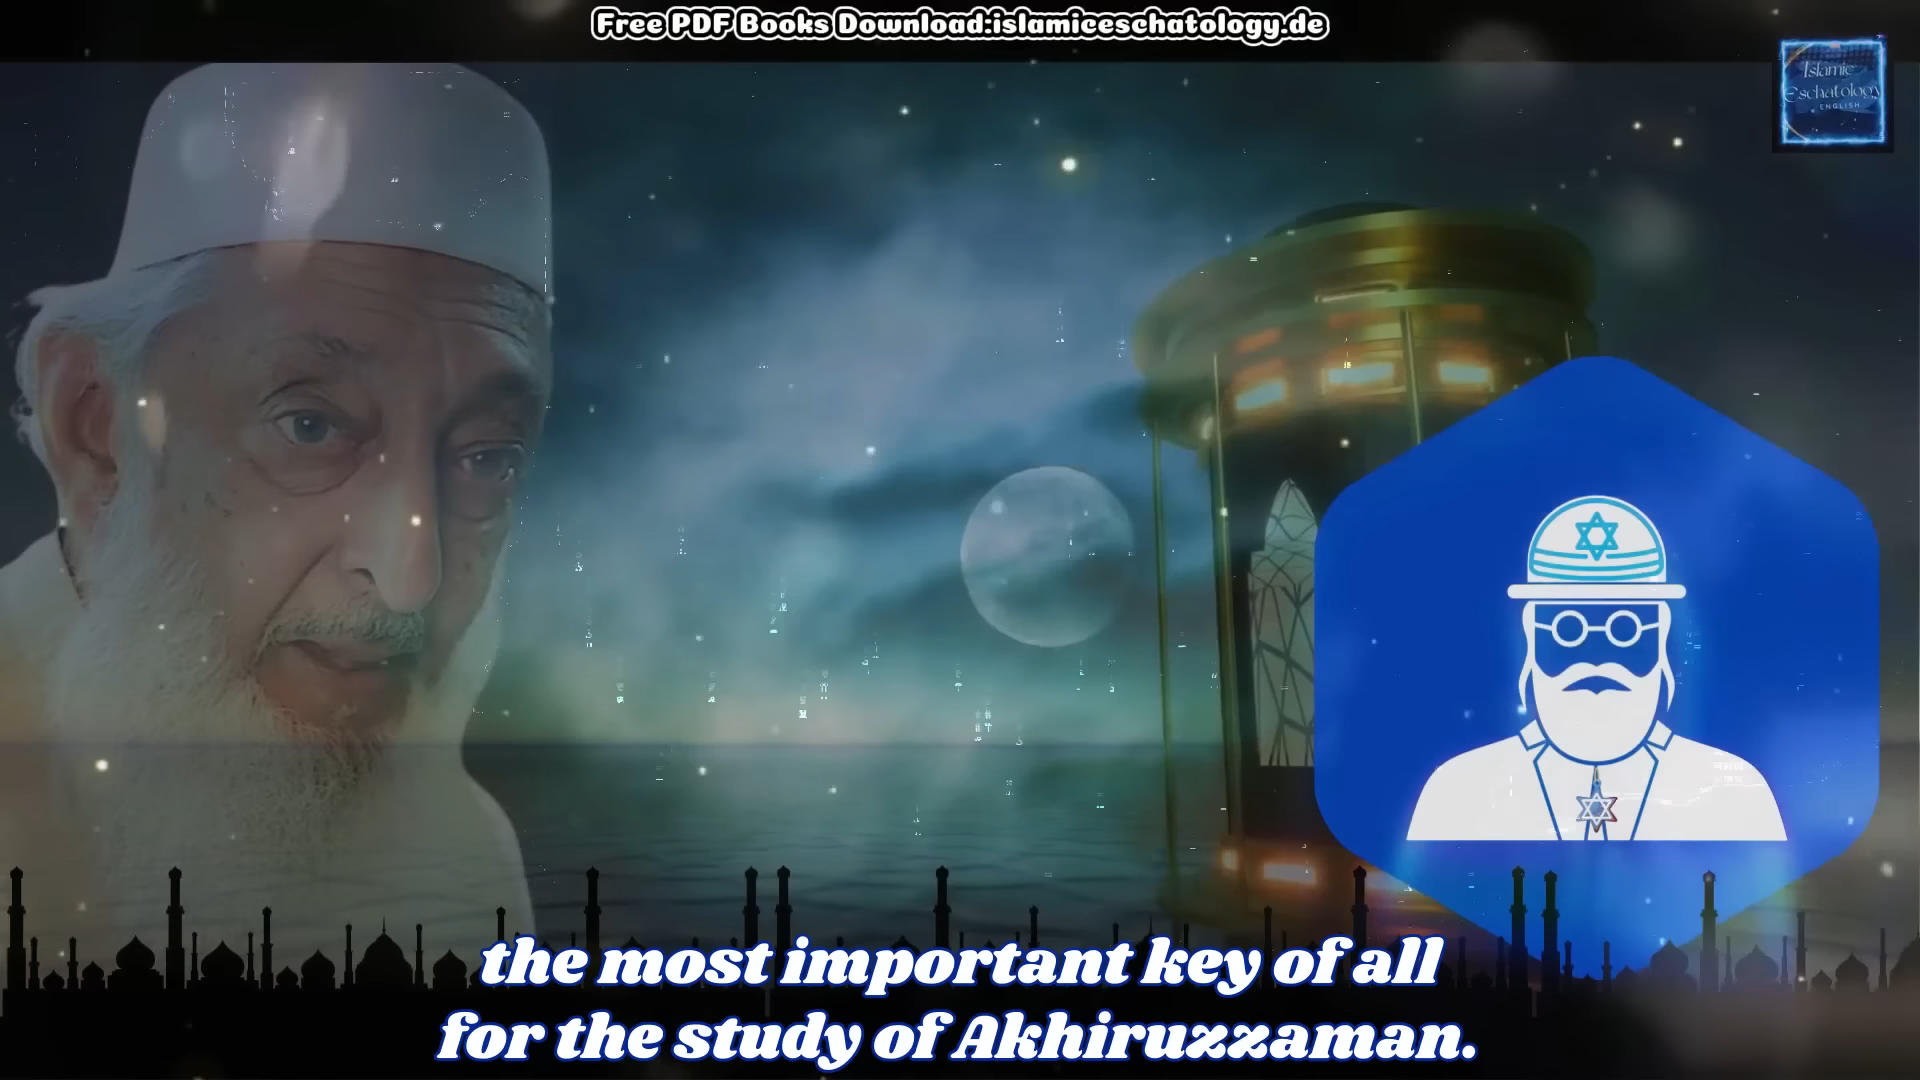 Free PDF Books Download:islamiceschatology.de
Islamic
Eschatology
ENGLISH
the most important key of all
for the study of Akhiruzzaman.